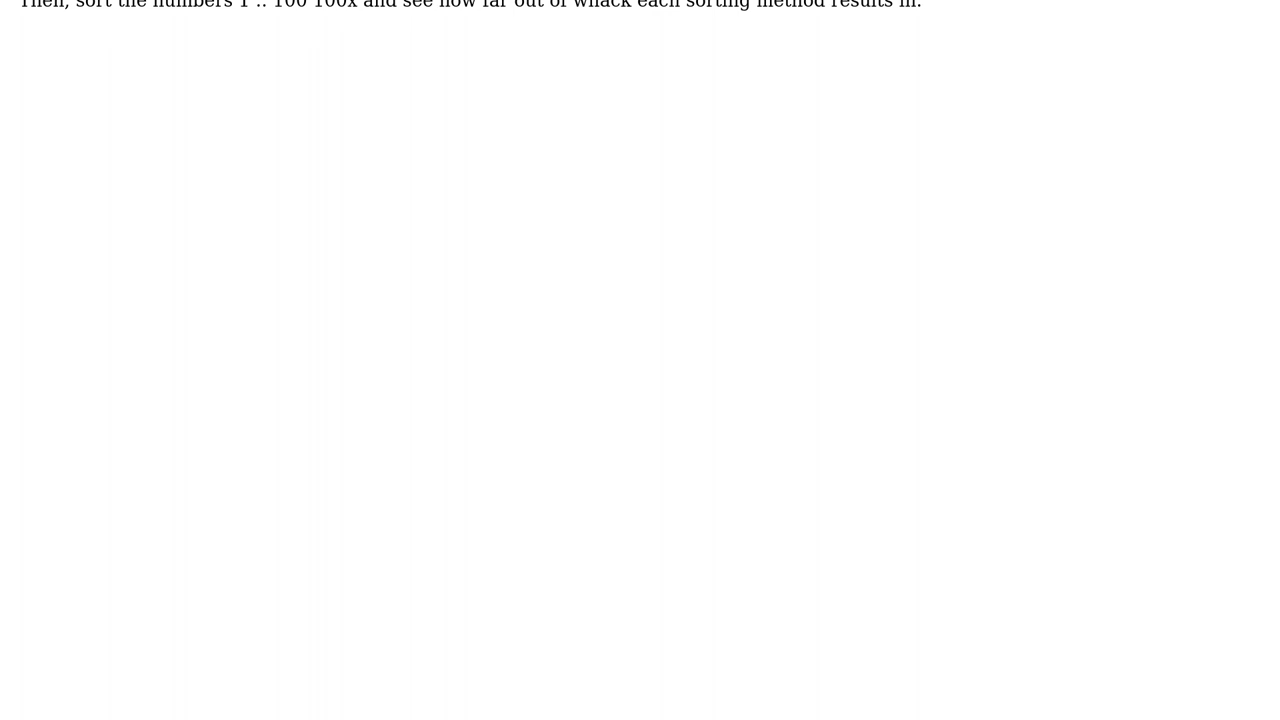 Then, sort the numbers 1 .. 100 100x and see how far out of whack each sorting method results in.